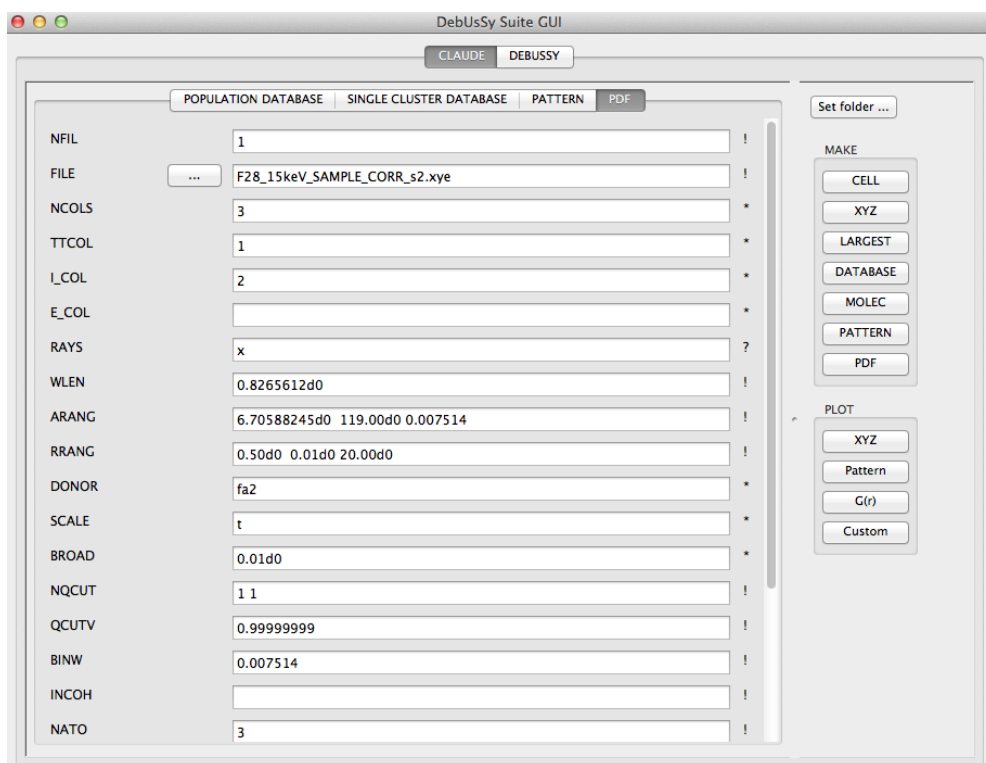 DebUsSy Suite GUI
CLAUDE DEBUSSY
POPULATION DATABASE SINGLE CLUSTER DATABASE PATTERN PDF
Set folder ...
NFIL 1 !
FILE ... F28_15keV_SAMPLE_CORR_s2.xye !
NCOLS 3 *
TTCOL 1 *
I_COL 2 *
E_COL *
RAYS x ?
WLEN 0.8265612d0 !
ARANG 6.70588245d0 119.00d0 0.007514 !
RRANG 0.50d0 0.01d0 20.00d0 !
DONOR fa2 *
SCALE t *
BROAD 0.01d0 *
NQCUT 1 1 !
QCUTV 0.99999999 !
BINW 0.007514 !
INCOH !
NATO 3 !
MAKE
CELL
XYZ
LARGEST
DATABASE
MOLEC
PATTERN
PDF
PLOT
XYZ
Pattern
G(r)
Custom